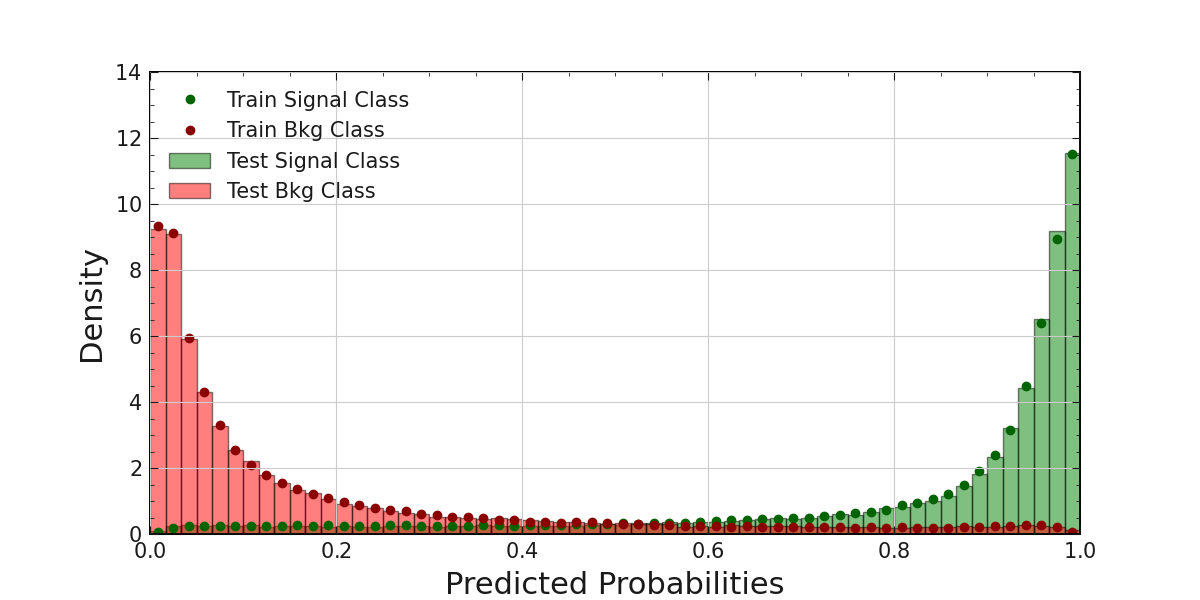 14
12
10
8
6
4
2
0
Density
Train Signal Class
Train Bkg Class
Test Signal Class
Test Bkg Class
0.0 0.2 0.4 0.6 0.8 1.0
Predicted Probabilities